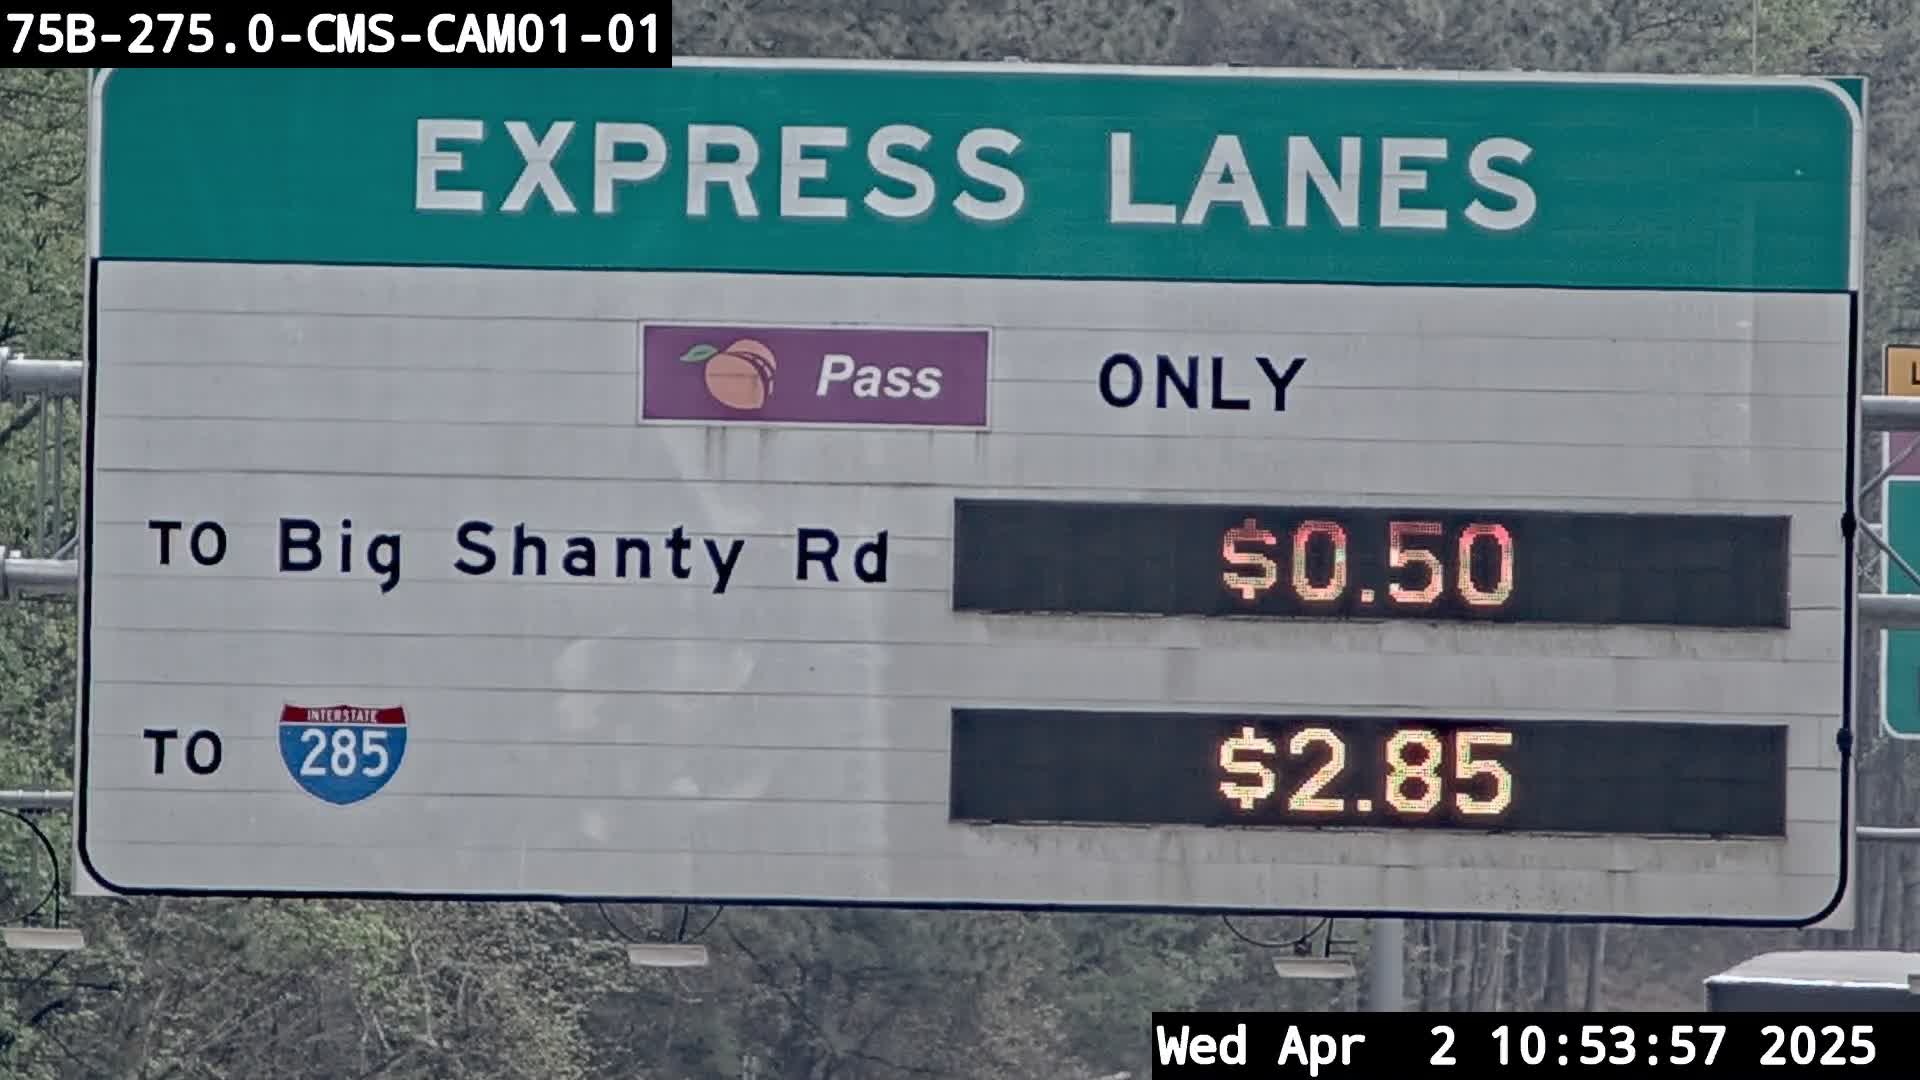 75B-275.0-CMS-CAM01-01
EXPRESS LANES
Pass ONLY
TO Big Shanty Rd $0.50
INTERSTATE
TO 285 $2.85
Wed Apr 2 10:53:57 2025